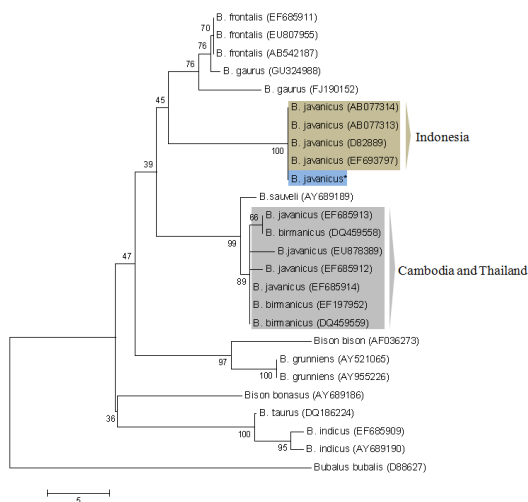 B. frontalis (EF685911)
70
B. frontalis (EU807955)
76
B. frontalis (AB542187)
76
B. gaurus (GU324988)
B. gaurus (FJ190152)
45
B. javanicus (AB077314)
B. javanicus (AB077313)
Indonesia
B. javanicus (D82889)
100
B. javanicus (EF693797)
39
B. javanicus*
B.sauveli (AY689189)
66
B. javanicus (EF685913)
B. birmanicus (DQ459558)
99
B. javanicus (EU878389)
47
B. javanicus (EF685912)
Cambodia and Thailand
89
B. javanicus (EF685914)
B. birmanicus (EF197952)
B. birmanicus (DQ459559)
Bison bison (AF036273)
97
B. grunniens (AY521065)
100
B. grunniens (AY955226)
Bison bonasus (AY689186)
36
B. taurus (DQ186224)
100
B. indicus (EF685909)
95
B. indicus (AY689190)
Bubalus bubalis (D88627)
5